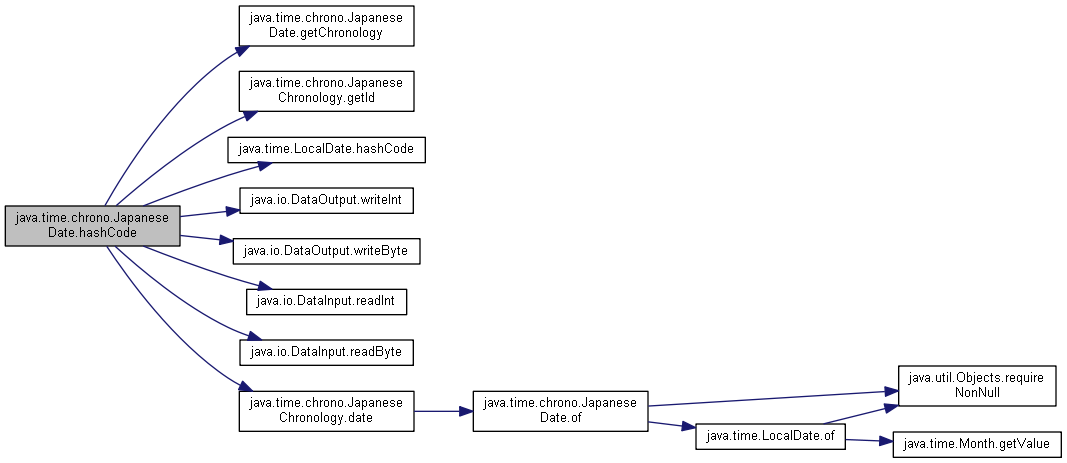 java.time.chrono.Japanese
Date.getChronology
java.time.chrono.Japanese
Chronology.getId
java.time.LocalDate.hashCode
java.io.DataOutput.writeInt
java.time.chrono.Japanese
Date.hashCode
java.io.DataOutput.writeByte
java.io.DataInput.readInt
java.io.DataInput.readByte
java.time.chrono.Japanese
Chronology.date
java.time.chrono.Japanese
Date.of
java.util.Objects.require
NonNull
java.time.LocalDate.of
java.time.Month.getValue